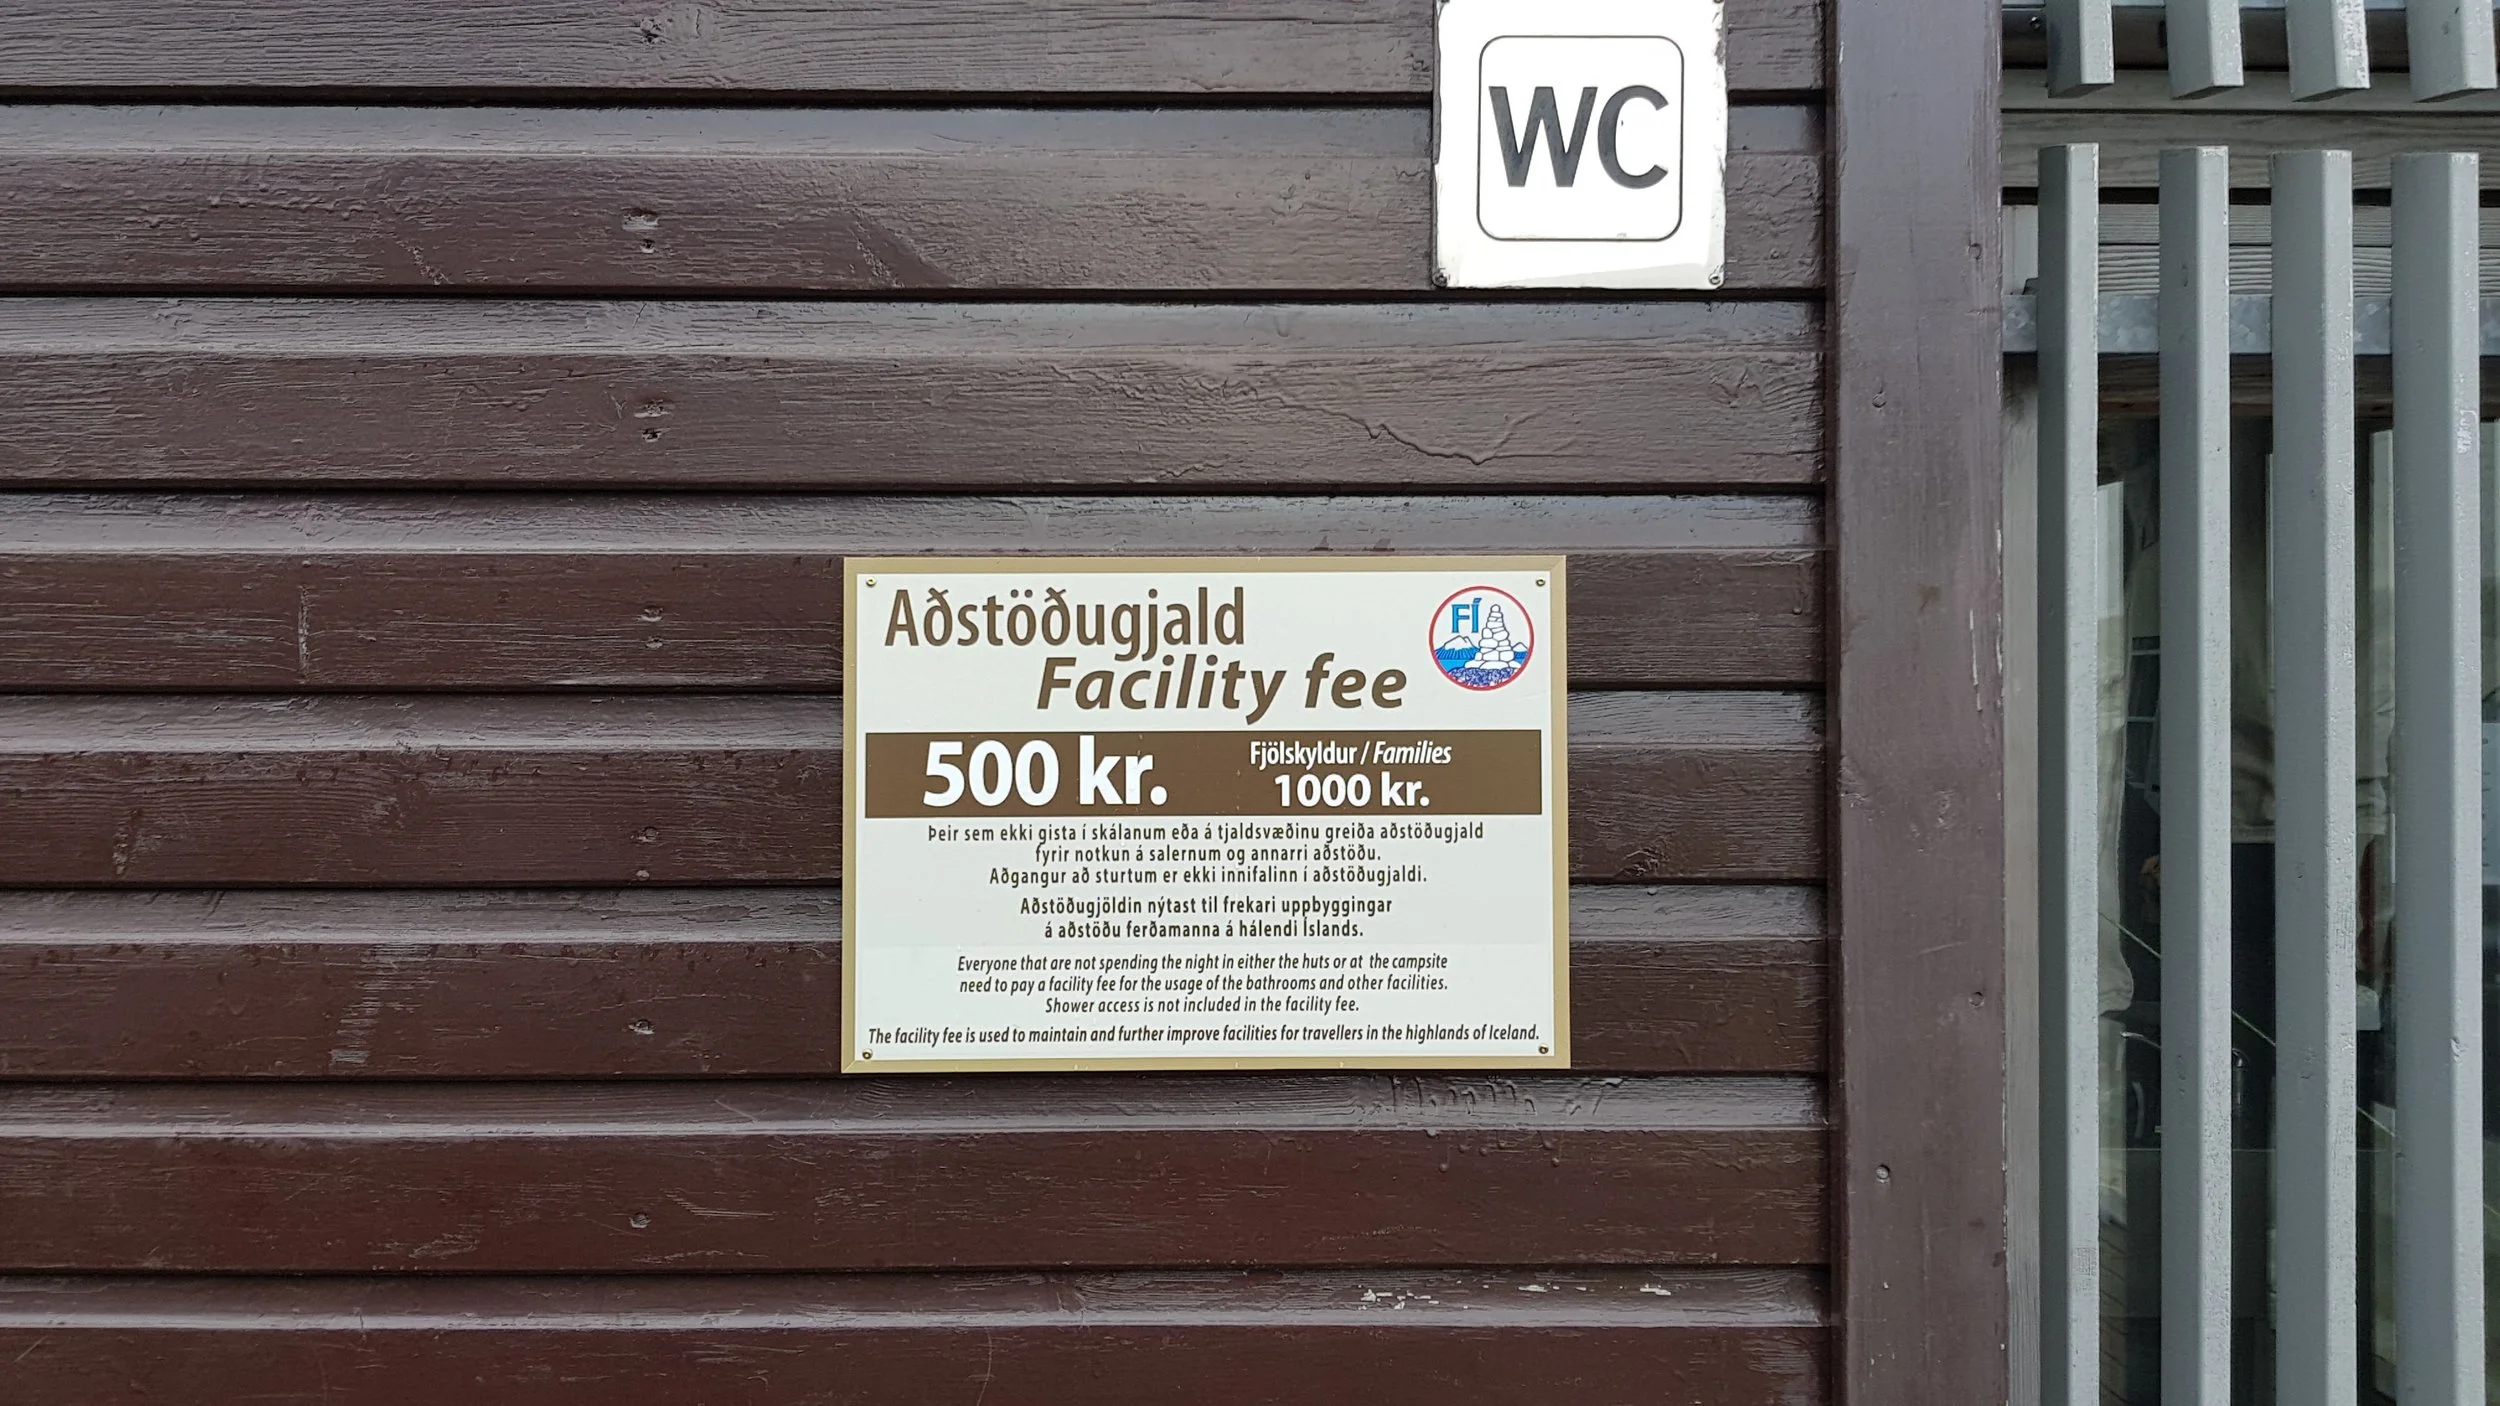 WC
Aðstöðugjald
FÍ
Facility fee
500 kr.
Fjölskyldur / Families
1000 kr.
Þeir sem ekki gista í skálanum eða á tjaldsvæðinu greiða aðstöðugjald
fyrir notkun á salernum og annarri aðstöðu.
Aðgangur að sturtum er ekki innifalinn í aðstöðugjaldi.
Aðstöðugjöldin nýtast til frekari uppbyggingar
á aðstöðu ferðamanna á hálendi Íslands.
Everyone that are not spending the night in either the huts or at the campsite
need to pay a facility fee for the usage of the bathrooms and other facilities.
Shower access is not included in the facility fee.
The facility fee is used to maintain and further improve facilities for travellers in the highlands of Iceland.